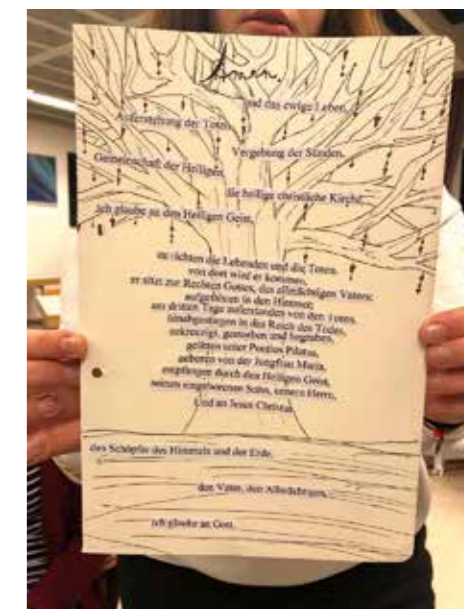 Amen.
und das ewige Leben.
Auferstehung der Toten
Vergebung der Sünden,
Gemeinschaft der Heiligen,
die heilige christliche Kirche,
ich glaube an den Heiligen Geist,
zu richten die Lebenden und die Toten.
von dort wird er kommen,
er sitzt zur Rechten Gottes, des allmächtigen Vaters;
aufgefahren in den Himmel;
am dritten Tage auferstanden von den Toten,
hinabgestiegen in das Reich des Todes,
gekreuzigt, gestorben und begraben,
gelitten unter Pontius Pilatus,
geboren von der Jungfrau Maria,
empfangen durch den Heiligen Geist,
seinen eingeborenen Sohn, unsern Herrn,
Und an Jesus Christus
den Schöpfer des Himmels und der Erde.
den Vater, den Allmächtigen,
ich glaube an Gott.